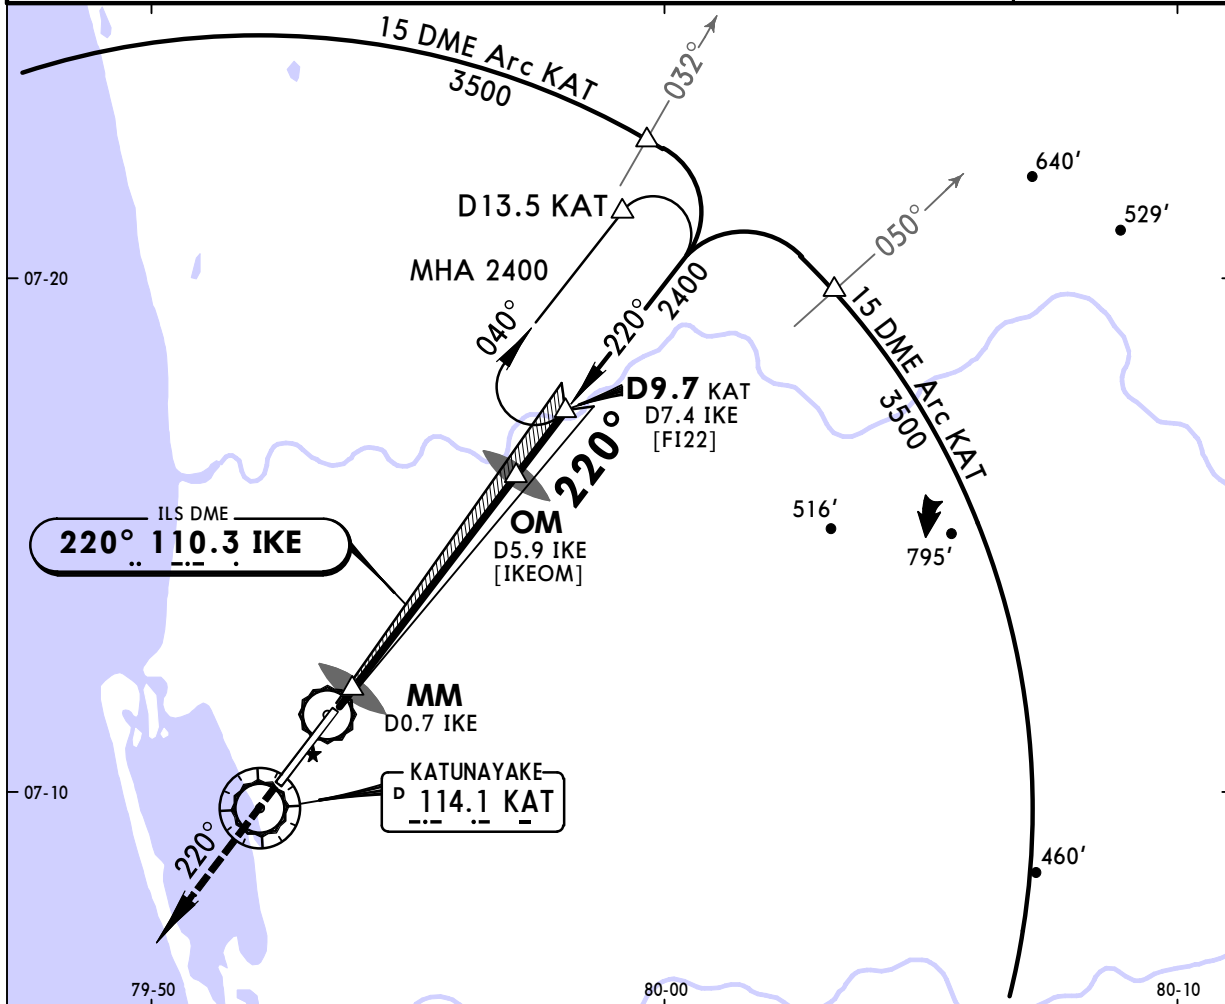 15 DME Arc KAT
3500
032°
640'
529'
D13.5 KAT
050°
MHA 2400
07-20
2400
220°
040°
15 DME Arc KAT
3500
D9.7 KAT
D7.4 IKE
[FI22]
220°
ILS DME
220° 110.3 IKE
OM
D5.9 IKE
[IKEOM]
516'
795'
MM
D0.7 IKE
KATUNAYAKE
D 114.1 KAT
07-10
220°
460'
79-50
80-00
80-10